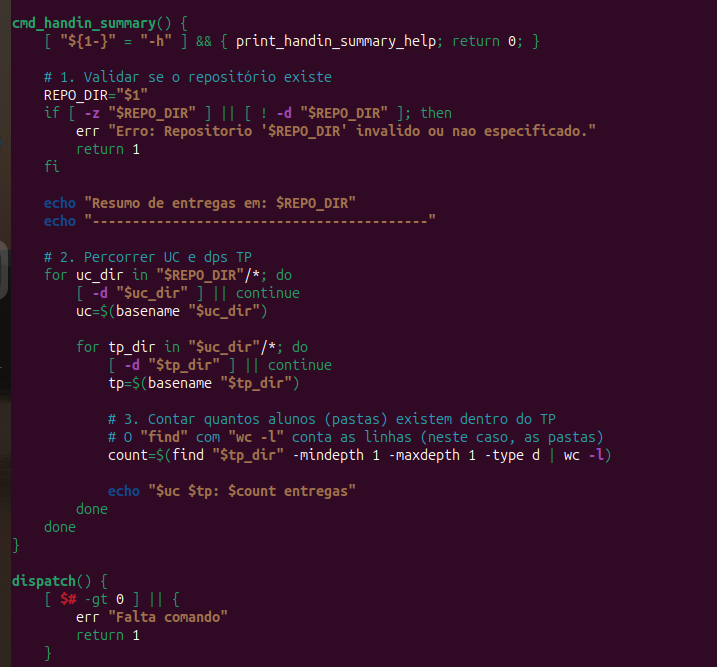 cmd_handin_summary() {
    [ "${1-}" = "-h" ] && { print_handin_summary_help; return 0; }

    # 1. Validar se o repositório existe
    REPO_DIR="$1"
    if [ -z "$REPO_DIR" ] || [ ! -d "$REPO_DIR" ]; then
        err "Erro: Repositorio '$REPO_DIR' invalido ou nao especificado."
        return 1
    fi

    echo "Resumo de entregas em: $REPO_DIR"
    echo "------------------------------------------"

    # 2. Percorrer UC e dps TP
    for uc_dir in "$REPO_DIR"/*; do
        [ -d "$uc_dir" ] || continue
        uc=$(basename "$uc_dir")

        for tp_dir in "$uc_dir"/*; do
            [ -d "$tp_dir" ] || continue
            tp=$(basename "$tp_dir")

            # 3. Contar quantos alunos (pastas) existem dentro do TP
            # O "find" com "wc -l" conta as linhas (neste caso, as pastas)
            count=$(find "$tp_dir" -mindepth 1 -maxdepth 1 -type d | wc -l)

            echo "$uc $tp: $count entregas"
        done
    done
}

dispatch() {
    [ $# -gt 0 ] || {
        err "Falta comando"
        return 1
    }